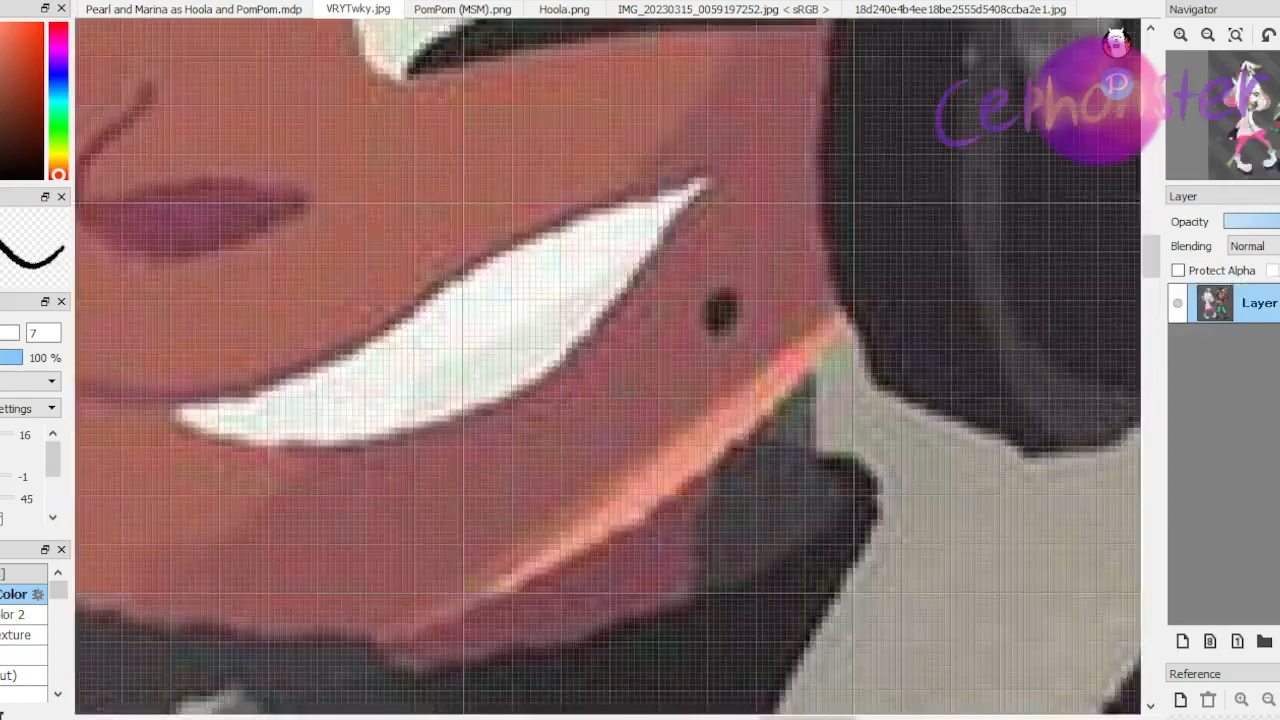 Pearl and Marina as Hoola and PomPom.mdp
VRYTwky.jpg
PomPom (MSM).png
Hoola.png
IMG_20230315_0059197252.jpg < sRGB >
18d240e4b4ee18be2555d5408ccba2e1.jpg
Navigator
Cephonster
P
Layer
Opacity
Blending
Normal
Protect Alpha
Layer
7
100 %
ettings
16
-1
45
]
Color
lor 2
exture
ut)
Reference